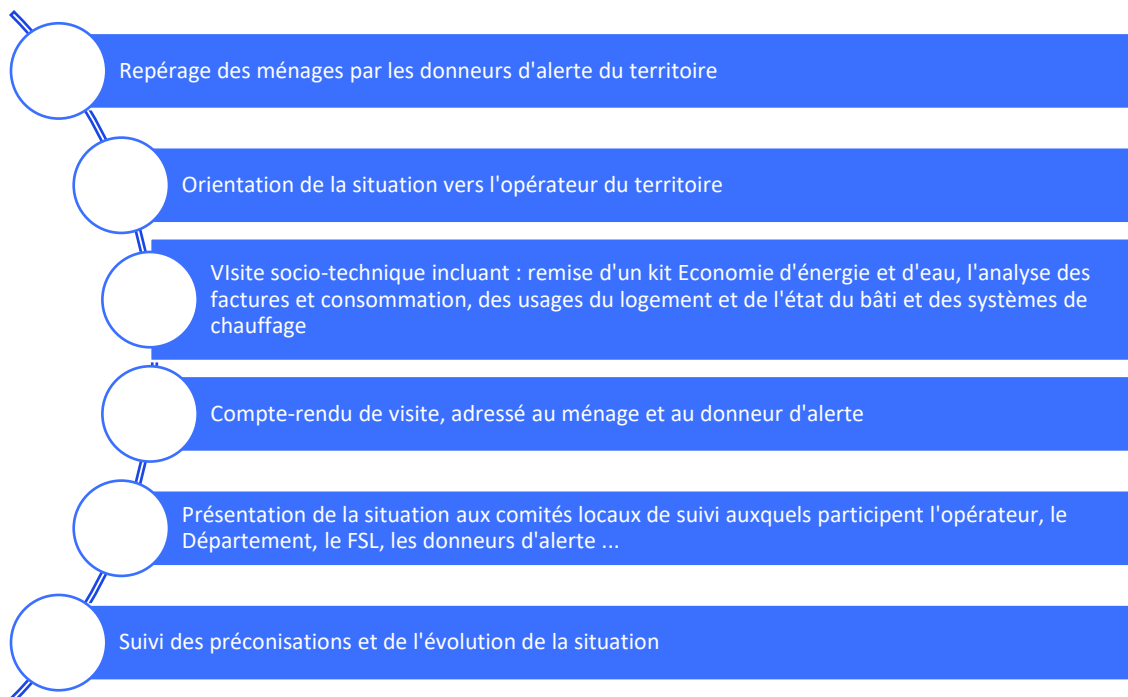 Repérage des ménages par les donneurs d'alerte du territoire
Orientation de la situation vers l'opérateur du territoire
VIsite socio-technique incluant : remise d'un kit Economie d'énergie et d'eau, l'analyse des
factures et consommation, des usages du logement et de l'état du bâti et des systèmes de
chauffage
Compte-rendu de visite, adressé au ménage et au donneur d'alerte
Présentation de la situation aux comités locaux de suivi auxquels participent l'opérateur, le
Département, le FSL, les donneurs d'alerte ...
Suivi des préconisations et de l'évolution de la situation